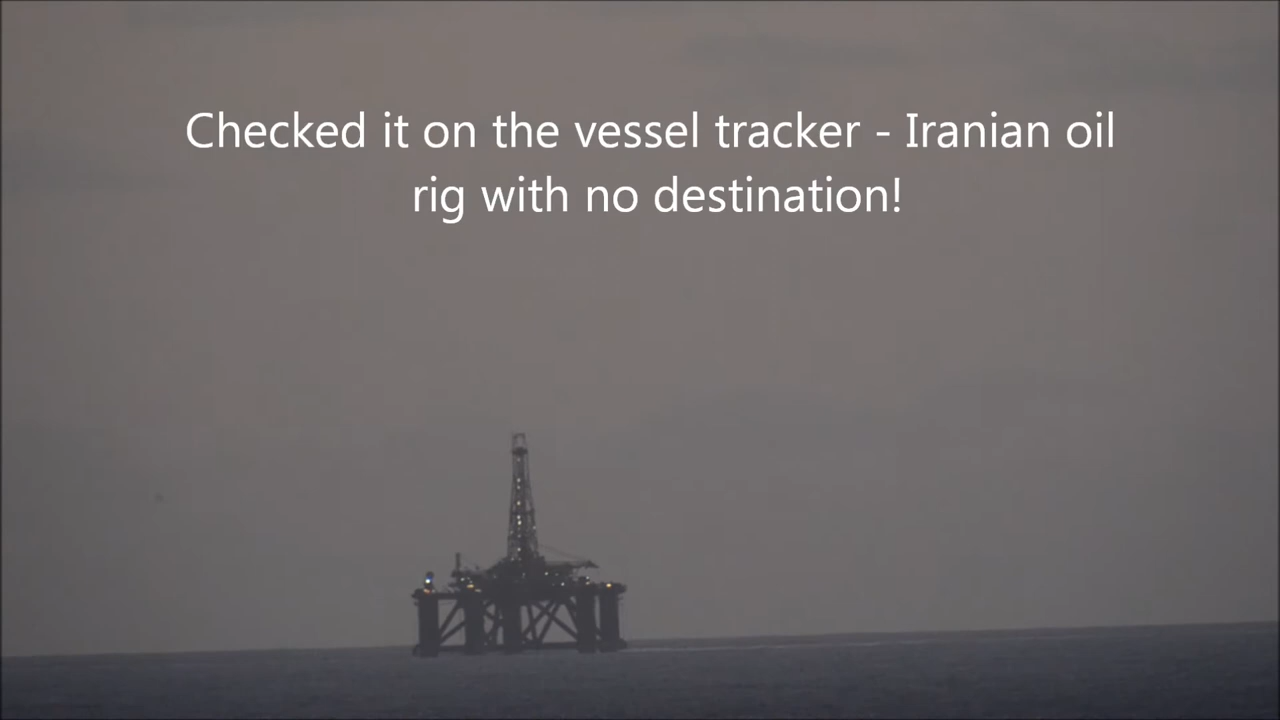 Checked it on the vessel tracker - Iranian oil
rig with no destination!